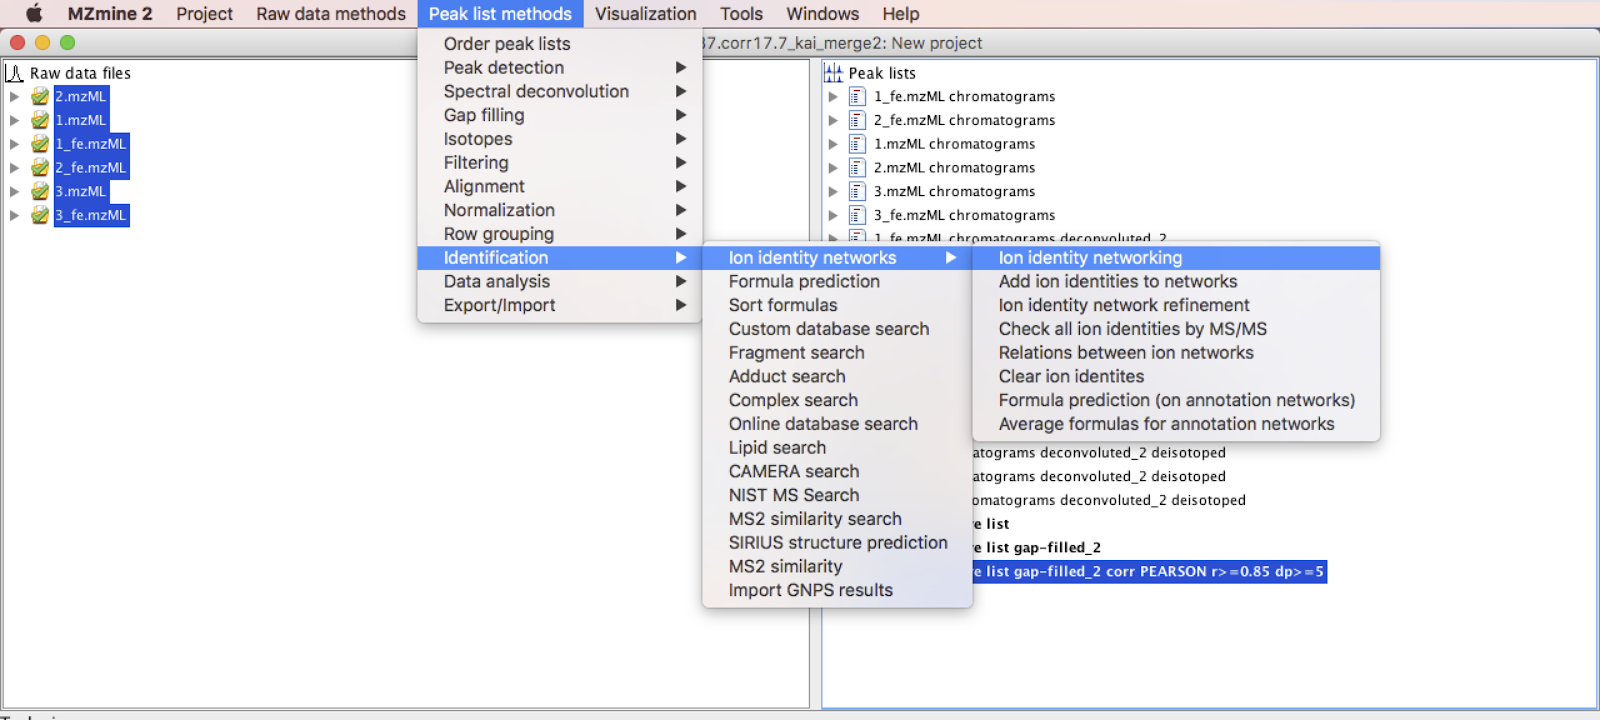 MZmine 2 Project Raw data methods Peak list methods Visualization Tools Windows Help
37.corr17.7_kai_merge2: New project
Raw data files
2.mzML
1.mzML
1_fe.mzML
2_fe.mzML
3.mzML
3_fe.mzML
Order peak lists
Peak detection
Spectral deconvolution
Gap filling
Isotopes
Filtering
Alignment
Normalization
Row grouping
Identification
Data analysis
Export/Import
Ion identity networks
Formula prediction
Sort formulas
Custom database search
Fragment search
Adduct search
Complex search
Online database search
Lipid search
CAMERA search
NIST MS Search
MS2 similarity search
SIRIUS structure prediction
MS2 similarity
Import GNPS results
Ion identity networking
Add ion identities to networks
Ion identity network refinement
Check all ion identities by MS/MS
Relations between ion networks
Clear ion identites
Formula prediction (on annotation networks)
Average formulas for annotation networks
Peak lists
1_fe.mzML chromatograms
2_fe.mzML chromatograms
1.mzML chromatograms
2.mzML chromatograms
3.mzML chromatograms
3_fe.mzML chromatograms
1_fe.mzML chromatograms deconvoluted_2
atograms deconvoluted_2 deisotoped
atograms deconvoluted_2 deisotoped
omatograms deconvoluted_2 deisotoped
e list
e list gap-filled_2
e list gap-filled_2 corr PEARSON r>=0.85 dp>=5